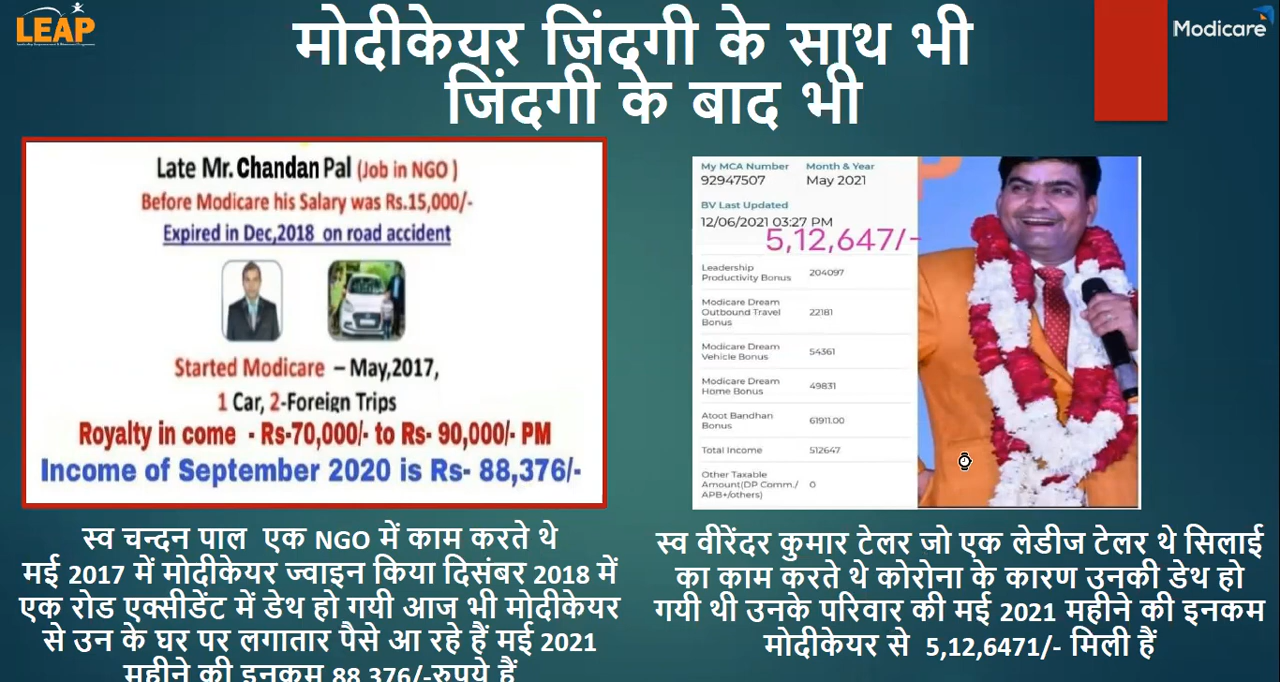 LEAP
Modicare
मोदीकेयर जिंदगी के साथ भी
जिंदगी के बाद भी
Late Mr. Chandan Pal (Job in NGO )
Before Modicare his Salary was Rs.15,000/-
Expired in Dec,2018 on road accident
Started Modicare – May,2017,
1 Car, 2-Foreign Trips
Royalty in come - Rs-70,000/- to Rs- 90,000/- PM
Income of September 2020 is Rs- 88,376/-
स्व चन्दन पाल एक NGO में काम करते थे
मई 2017 में मोदीकेयर ज्वाइन किया दिसंबर 2018 में
एक रोड एक्सीडेंट में डेथ हो गयी आज भी मोदीकेयर
से उन के घर पर लगातार पैसे आ रहे हैं मई 2021
महीने की इनकम 88,376/-रुपये हैं
My MCA Number Month & Year
92947507 May 2021
BV Last Updated
12/06/2021 03:27 PM
5,12,647/-
Leadership
Productivity Bonus 204097
Modicare Dream
Outbound Travel 22181
Bonus
Modicare Dream
Vehicle Bonus 54361
Modicare Dream
Home Bonus 49831
Atoot Bandhan
Bonus 61911.00
Total Income 512647
Other Taxable
Amount(DP Comm./ 0
APB+/others)
स्व वीरेंदर कुमार टेलर जो एक लेडीज टेलर थे सिलाई
का काम करते थे कोरोना के कारण उनकी डेथ हो
गयी थी उनके परिवार की मई 2021 महीने की इनकम
मोदीकेयर से 5,12,6471/- मिली हैं